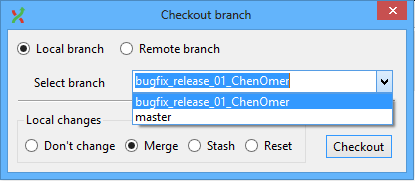 Checkout branch
Local branch Remote branch
Select branch bugfix_release_01_ChenOmer
bugfix_release_01_ChenOmer
master
Local changes
Don't change Merge Stash Reset Checkout